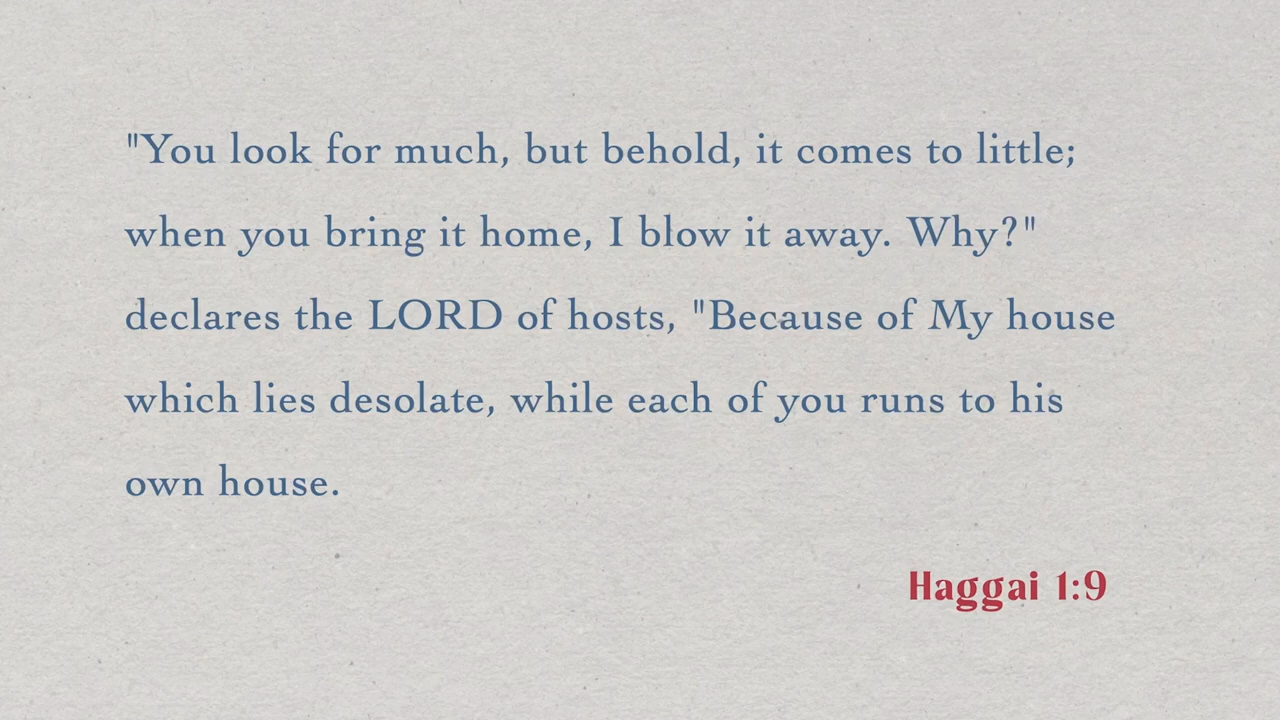 "You look for much, but behold, it comes to little;
when you bring it home, I blow it away. Why?"
declares the LORD of hosts, "Because of My house
which lies desolate, while each of you runs to his
own house.
Haggai 1:9